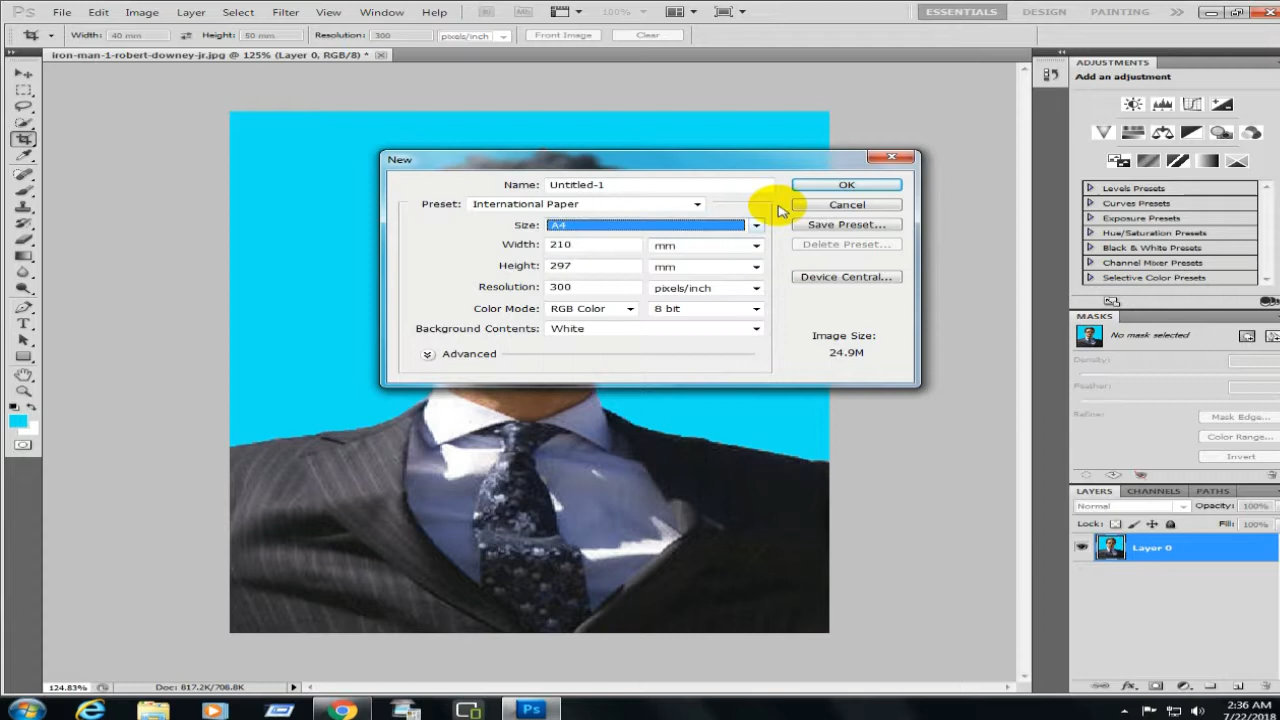 Ps File Edit Image Layer Select Filter View Window Help Br Mb 100% ESSENTIALS DESIGN PAINTING
Width: 40 mm Height: 50 mm Resolution: 300 pixels/inch Front Image Clear
iron-man-1-robert-downey-jr.jpg @ 125% (Layer 0, RGB/8) *
ADJUSTMENTS
Add an adjustment
Levels Presets
Curves Presets
Exposure Presets
Hue/Saturation Presets
Black & White Presets
Channel Mixer Presets
Selective Color Presets
New
Name: Untitled-1 OK
Preset: International Paper Cancel
Size: A4 Save Preset...
Width: 210 mm Delete Preset...
Height: 297 mm
Device Central...
Resolution: 300 pixels/inch
Color Mode: RGB Color 8 bit
Background Contents: White
Image Size:
24.9M
Advanced
MASKS
No mask selected
Density:
Feather:
Refine: Mask Edge...
Color Range...
Invert
LAYERS CHANNELS PATHS
Normal Opacity: 100%
Lock: Fill: 100%
Layer 0
124.83% Doc: 817.2K/708.8K
Ps
2:36 AM
7/22/2018